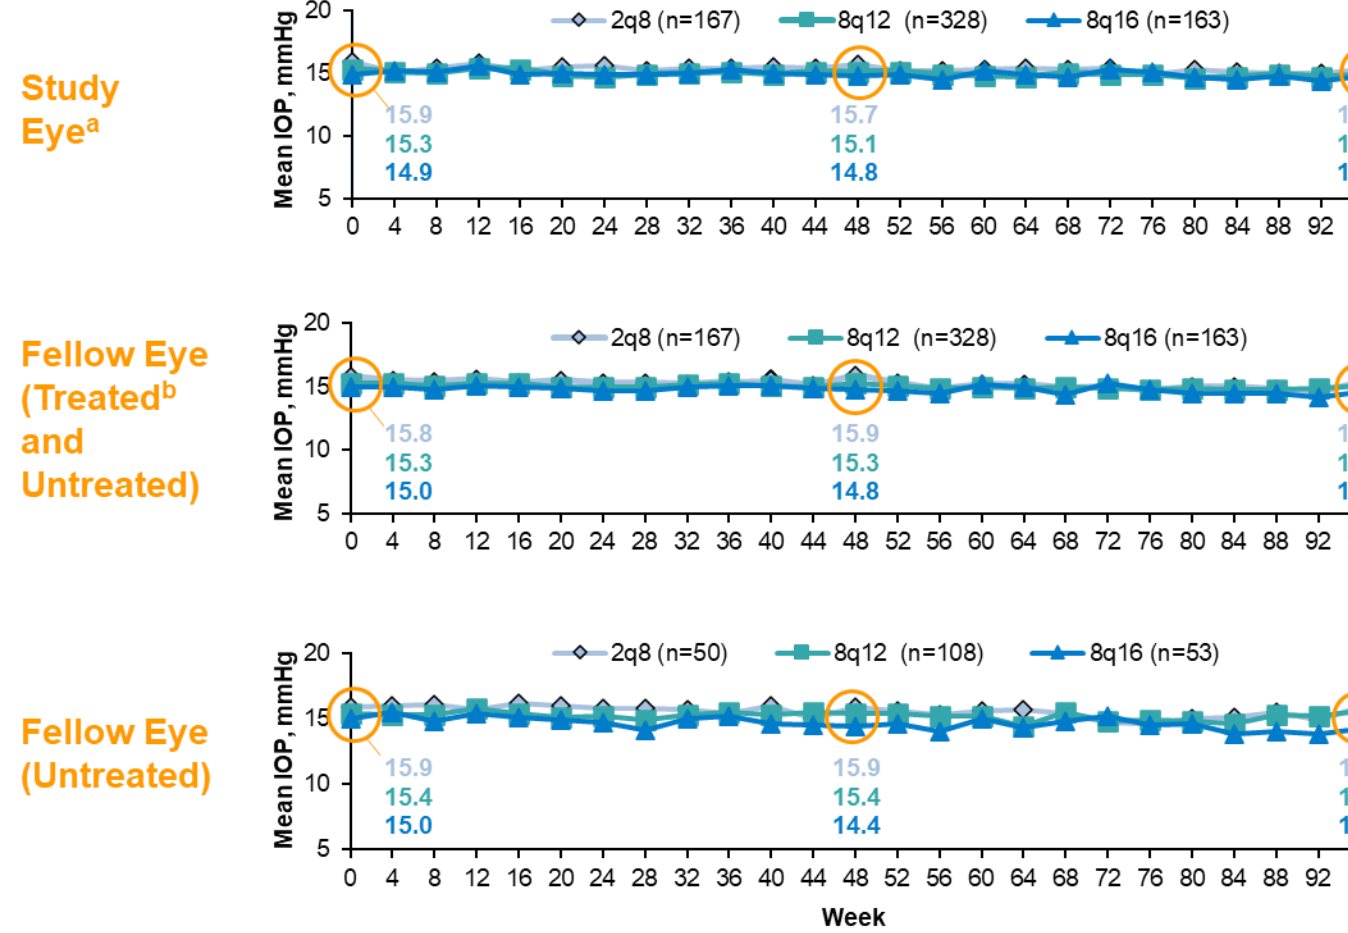 Study
Eyeᵃ
Mean IOP, mmHg
20
15
10
5
2q8 (n=167)
8q12 (n=328)
8q16 (n=163)
15.9
15.3
14.9
15.7
15.1
14.8
0 4 8 12 16 20 24 28 32 36 40 44 48 52 56 60 64 68 72 76 80 84 88 92
Fellow Eye
(Treatedᵇ
and
Untreated)
Mean IOP, mmHg
20
15
10
5
2q8 (n=167)
8q12 (n=328)
8q16 (n=163)
15.8
15.3
15.0
15.9
15.3
14.8
0 4 8 12 16 20 24 28 32 36 40 44 48 52 56 60 64 68 72 76 80 84 88 92
Fellow Eye
(Untreated)
Mean IOP, mmHg
20
15
10
5
2q8 (n=50)
8q12 (n=108)
8q16 (n=53)
15.9
15.4
15.0
15.9
15.4
14.4
0 4 8 12 16 20 24 28 32 36 40 44 48 52 56 60 64 68 72 76 80 84 88 92
Week